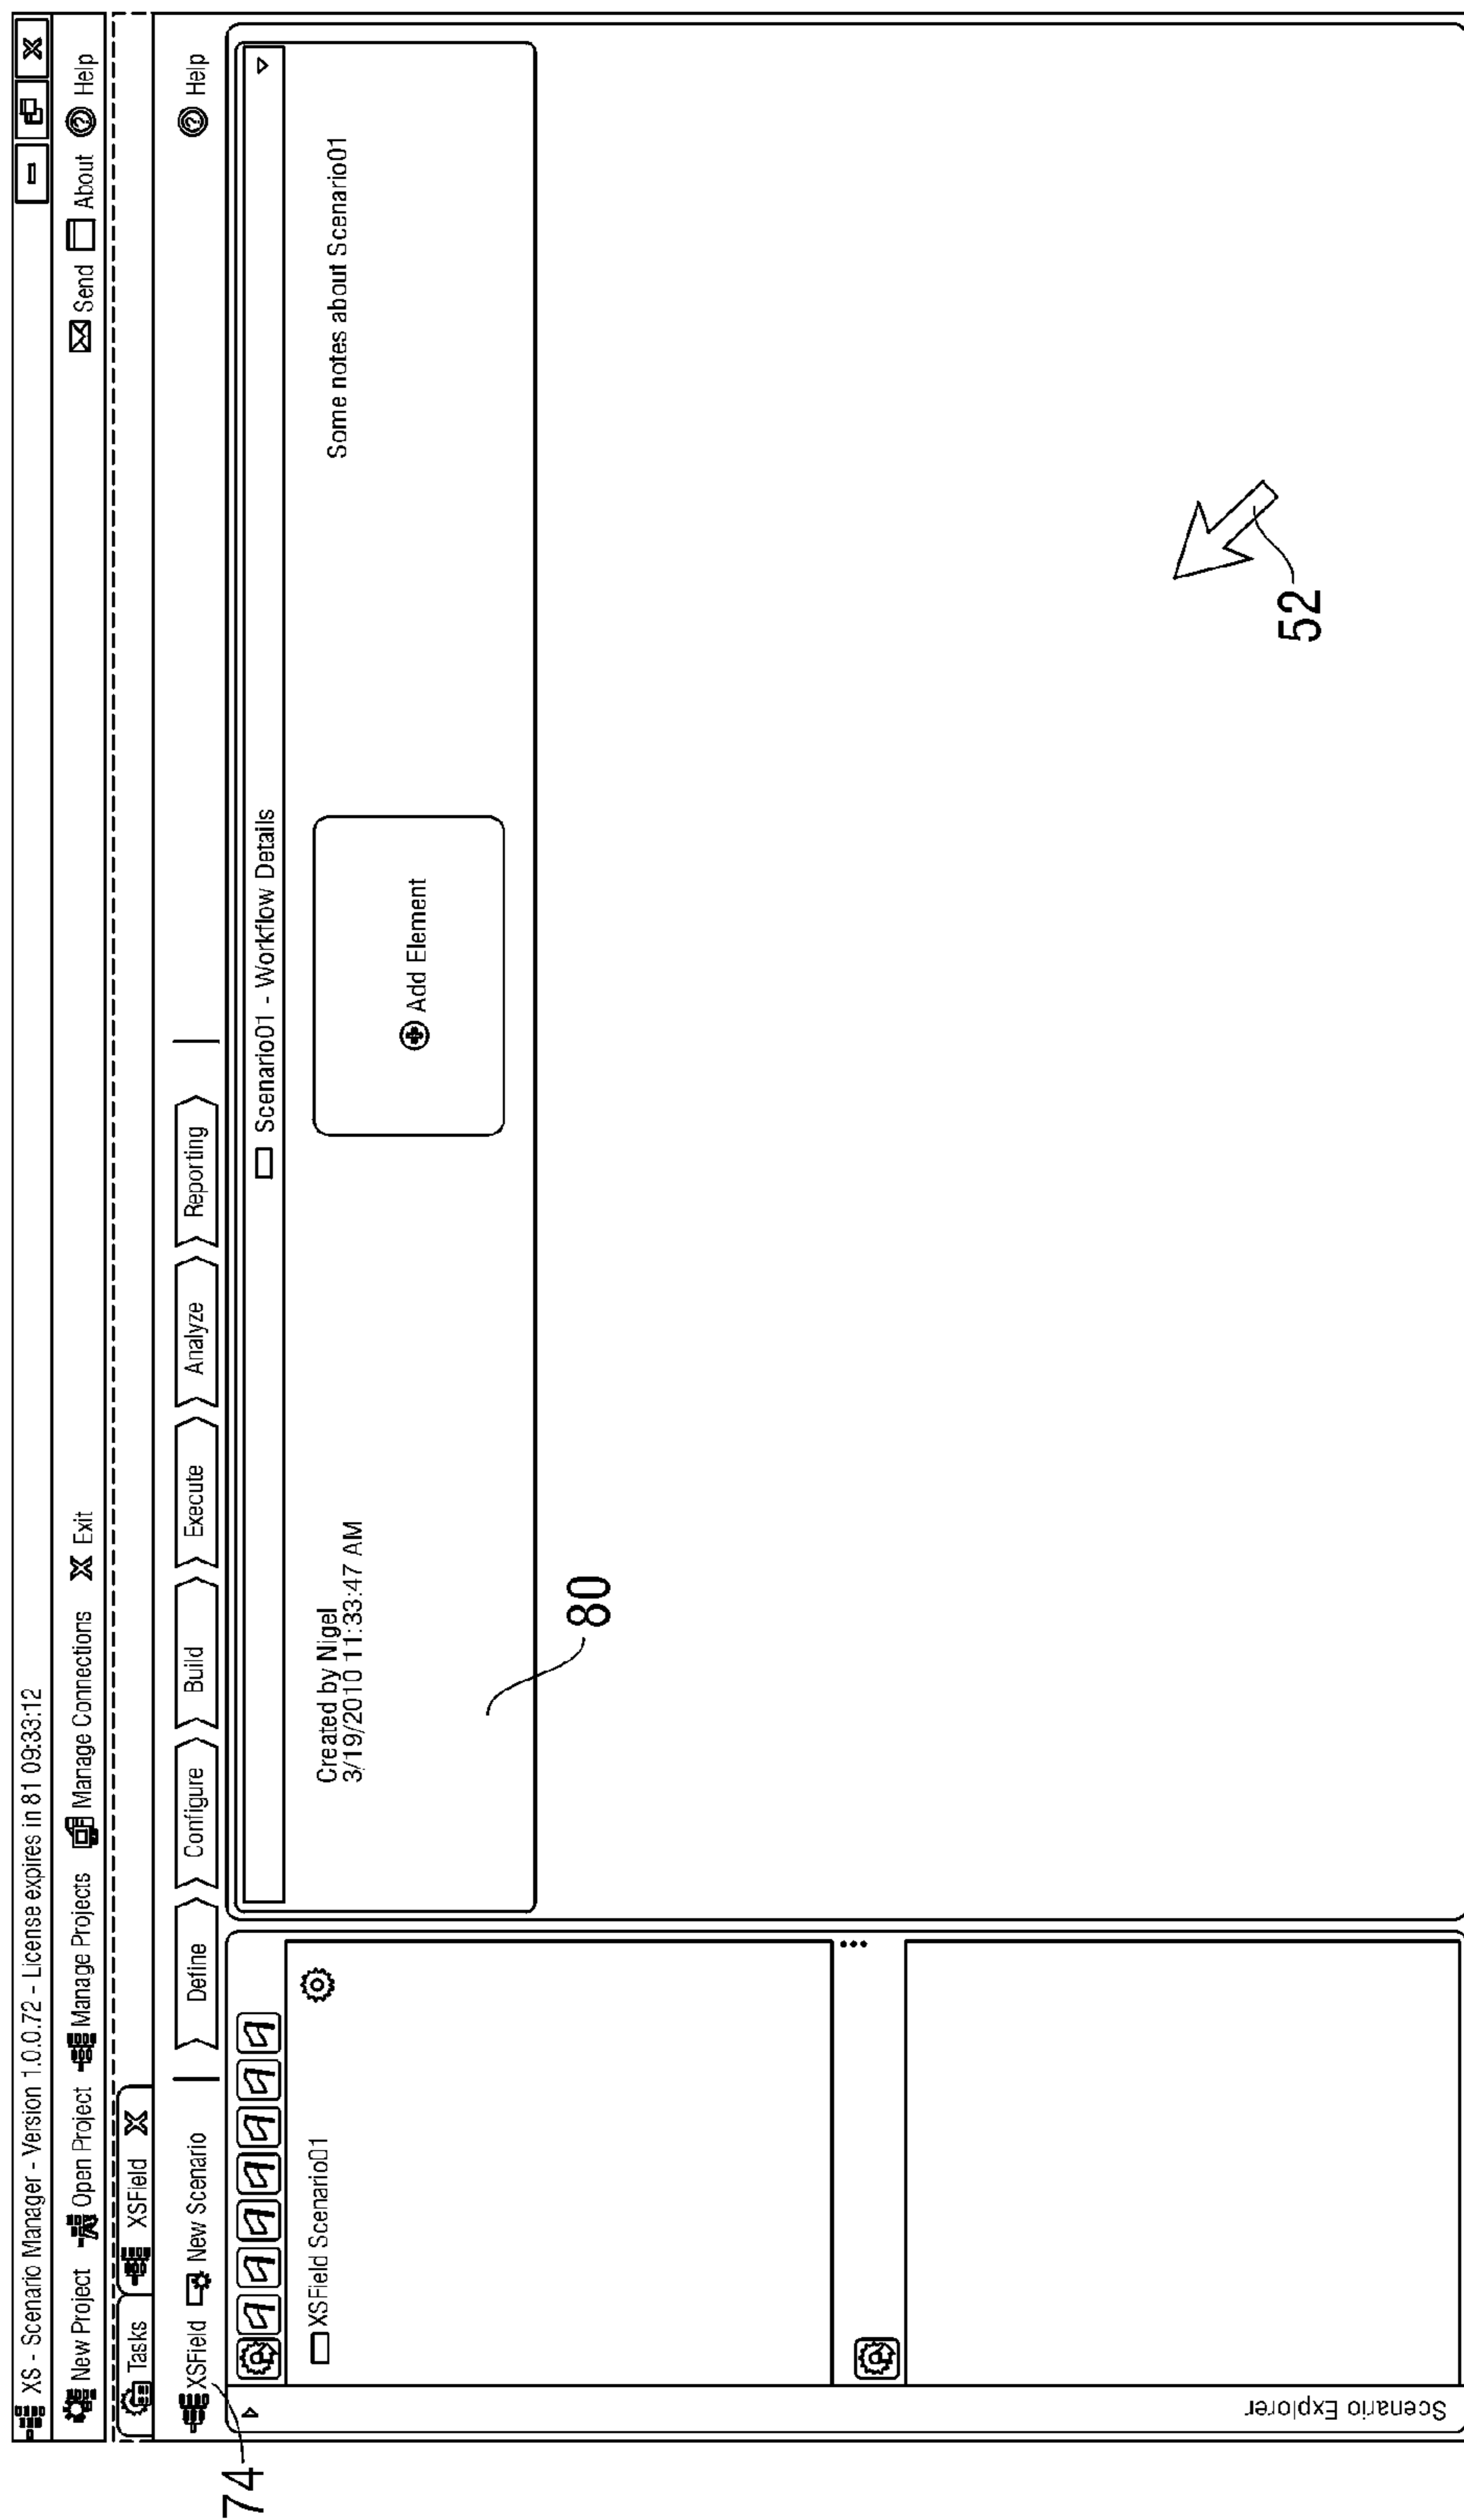 XS - Scenario Manager - Version 1.0.0.72 - License expires in 81 09:33:12
New Project Open Project Manage Projects Manage Connections Exit Send About Help
Tasks XSField
XSField New Scenario Define Configure Build Execute Analyze Reporting Help
74
Scenario01 - Workflow Details
XSField Scenario01
Created by Nigel
3/19/2010 11:33:47 AM
Add Element
Some notes about Scenario01
80
52
Scenario Explorer